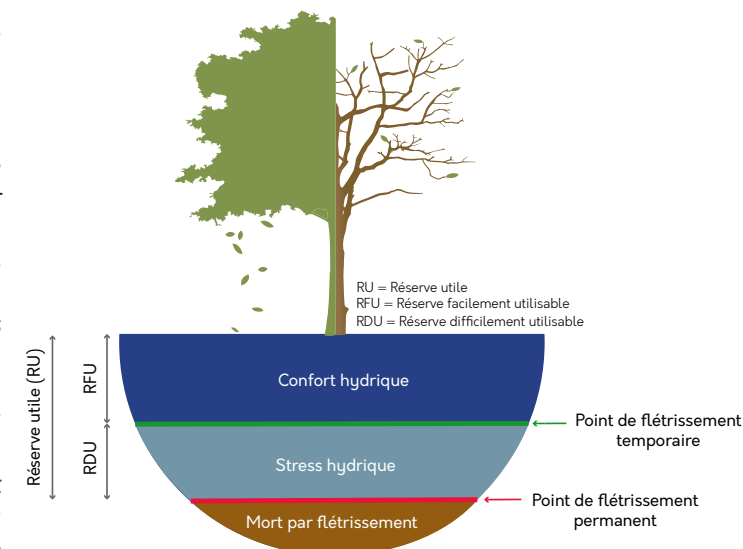 RU = Réserve utile
RFU = Réserve facilement utilisable
RDU = Réserve difficilement utilisable
Réserve utile (RU)
RFU
Confort hydrique
Point de flétrissement
temporaire
RDU
Stress hydrique
Point de flétrissement
permanent
Mort par flétrissement